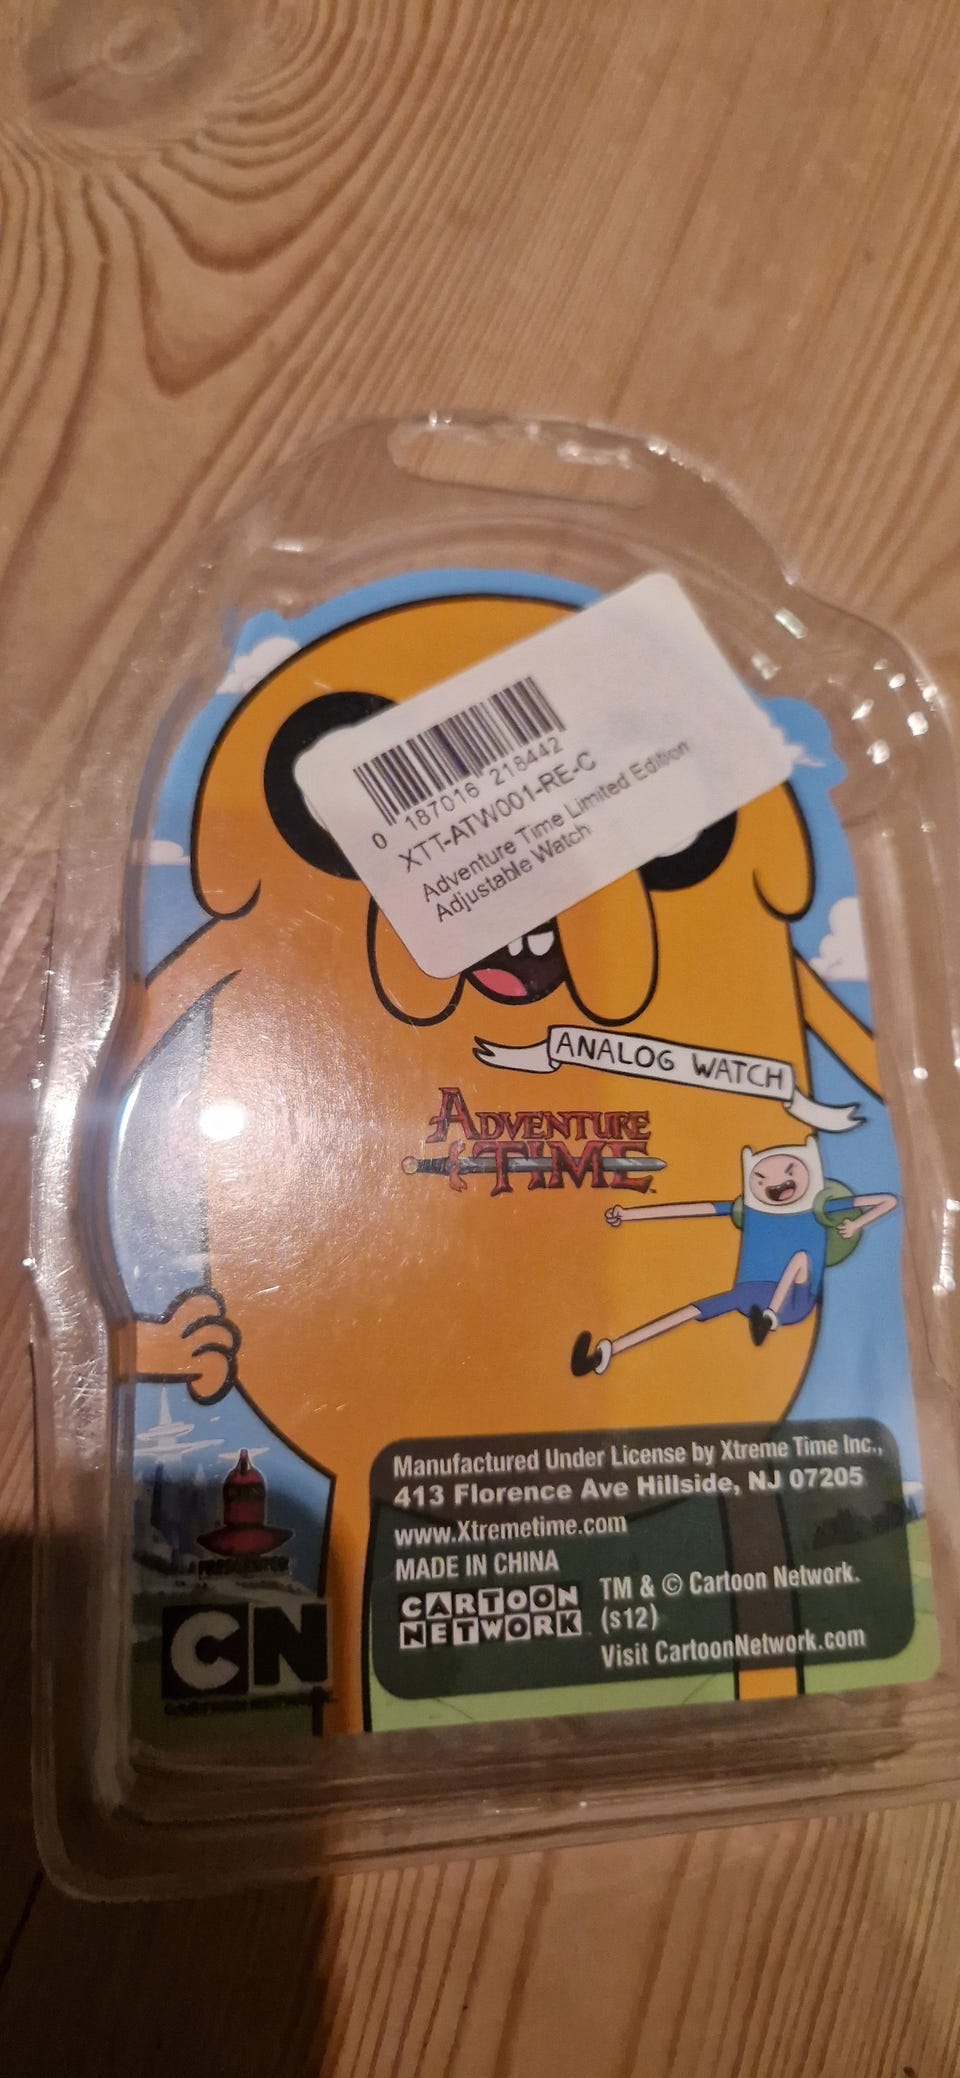 0 187016 218442
XTT-ATW001-RE-C
Adventure Time Limited Edition
Adjustable Watch
ANALOG WATCH
ADVENTURE
TIME
Manufactured Under License by Xtreme Time Inc.,
413 Florence Ave Hillside, NJ 07205
www.Xtremetime.com
MADE IN CHINA
CARTOON
NETWORK
TM & © Cartoon Network.
(s12)
Visit CartoonNetwork.com
CN
CARTOON NETWORK